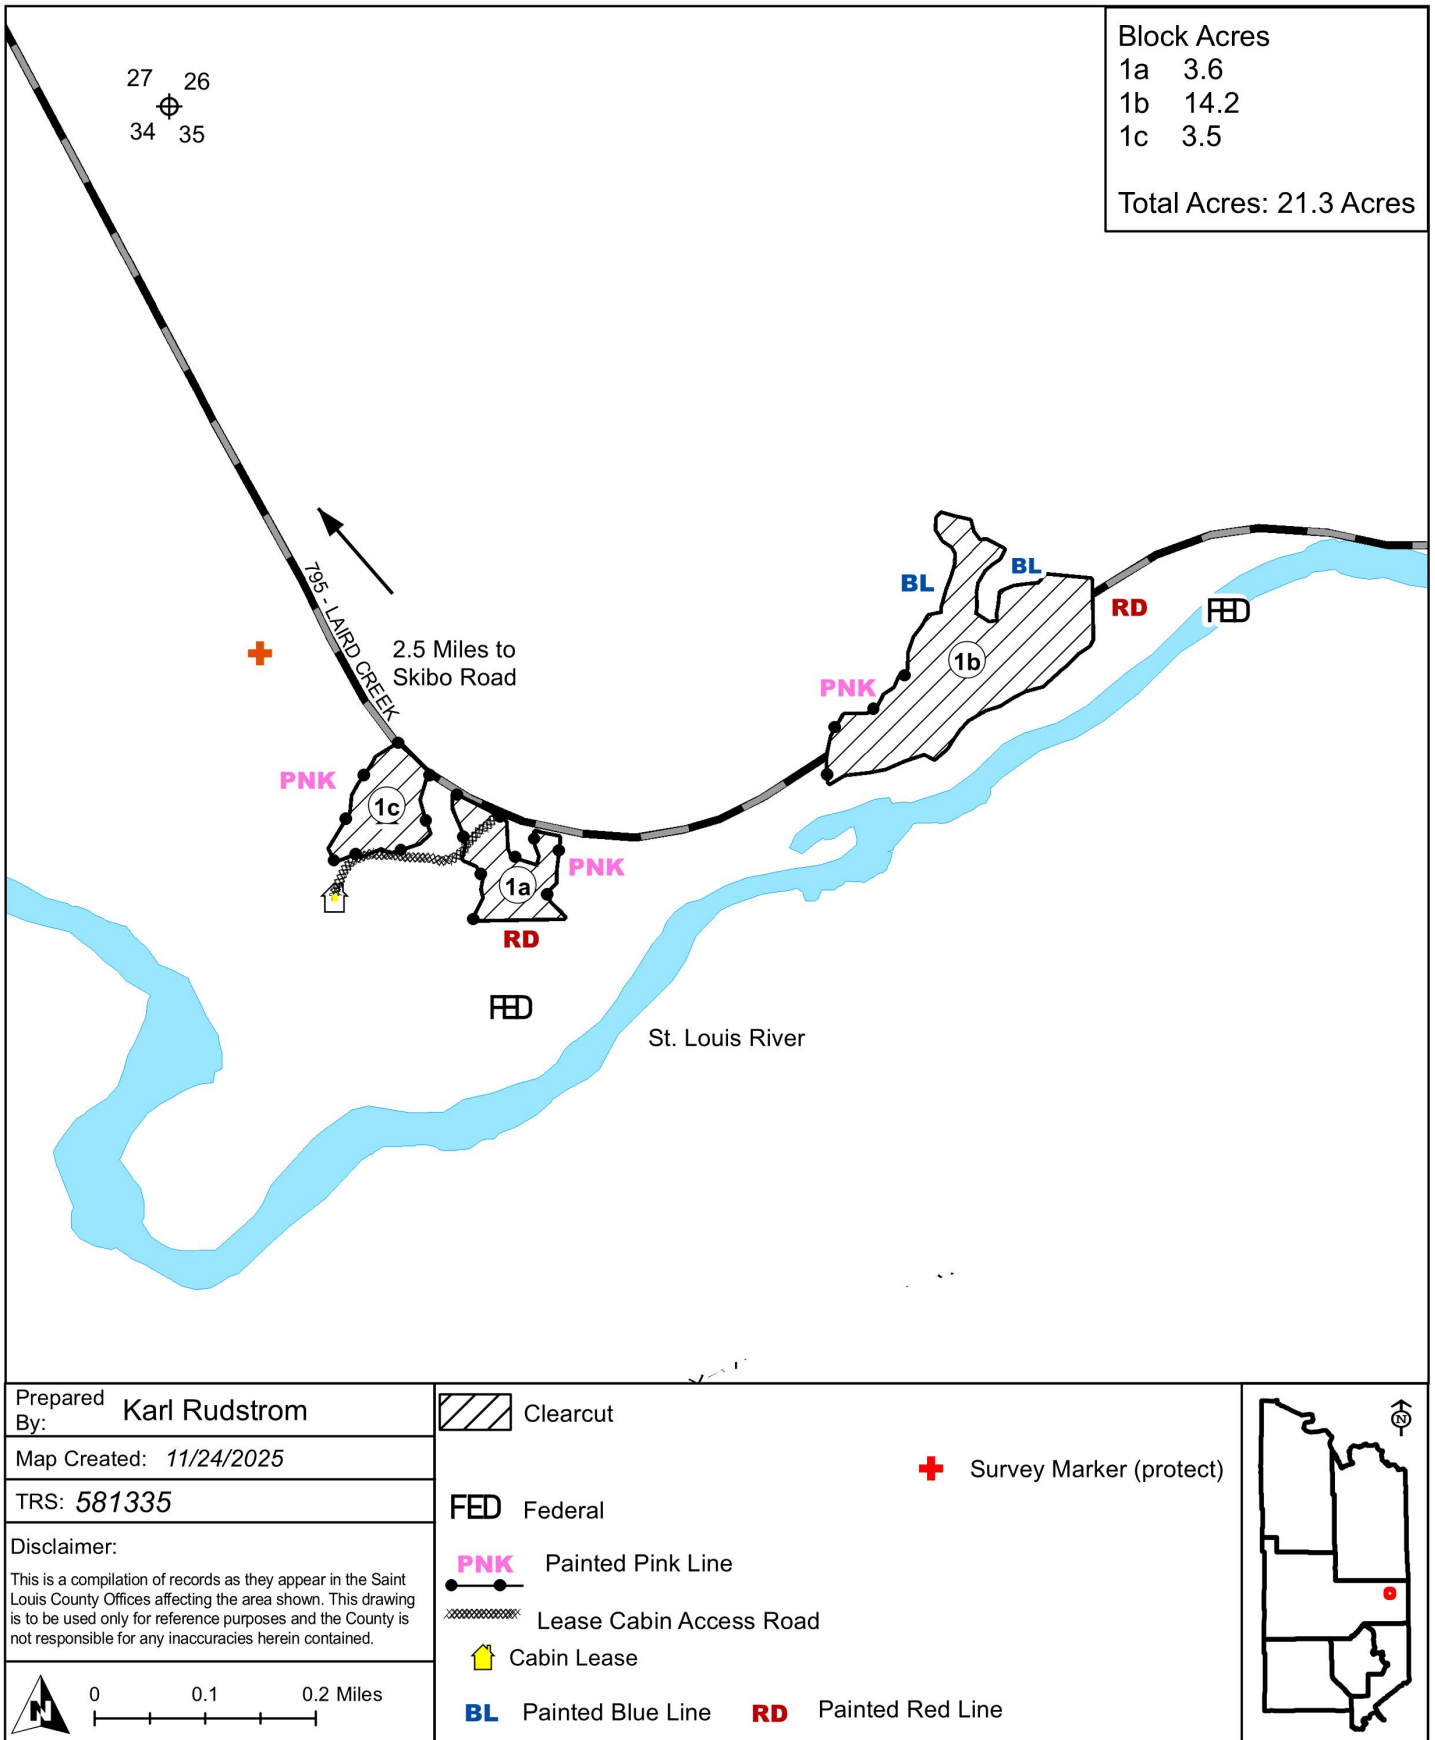 Block Acres
1a 3.6
1b 14.2
1c 3.5
Total Acres: 21.3 Acres
27 26
34 35
795 - LAIRD CREEK
2.5 Miles to
Skibo Road
BL
BL
RD
FED
1b
PNK
PNK
1c
PNK
1a
RD
FED
St. Louis River
Prepared
By: Karl Rudstrom
Map Created: 11/24/2025
TRS: 581335
Disclaimer:
This is a compilation of records as they appear in the Saint
Louis County Offices affecting the area shown. This drawing
is to be used only for reference purposes and the County is
not responsible for any inaccuracies herein contained.
N
0 0.1 0.2 Miles
Clearcut
Survey Marker (protect)
FED Federal
PNK Painted Pink Line
Lease Cabin Access Road
Cabin Lease
BL Painted Blue Line RD Painted Red Line
N